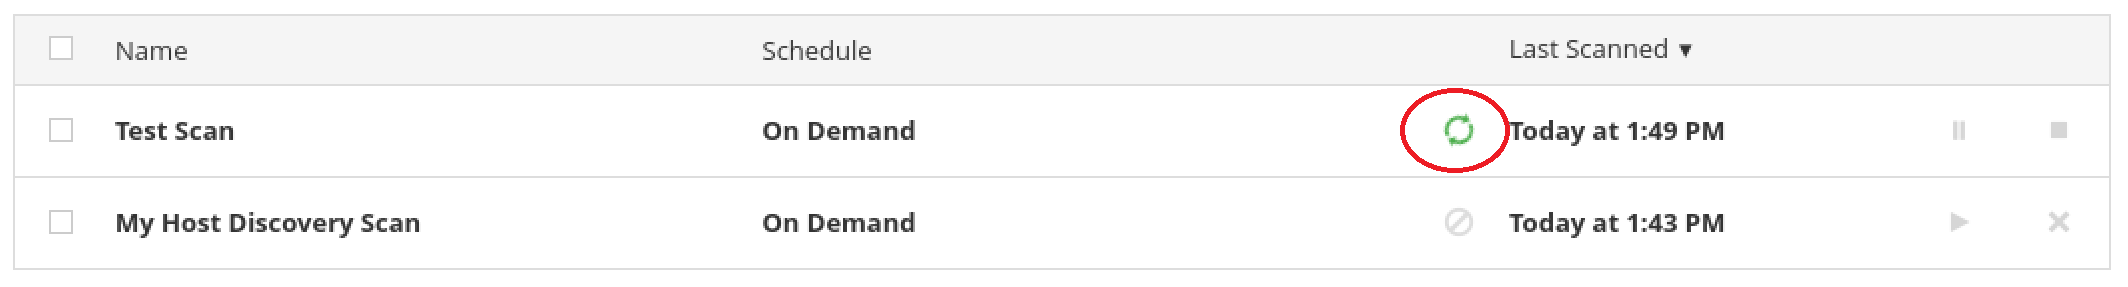 Name Schedule Last Scanned ▼
Test Scan On Demand Today at 1:49 PM
My Host Discovery Scan On Demand Today at 1:43 PM